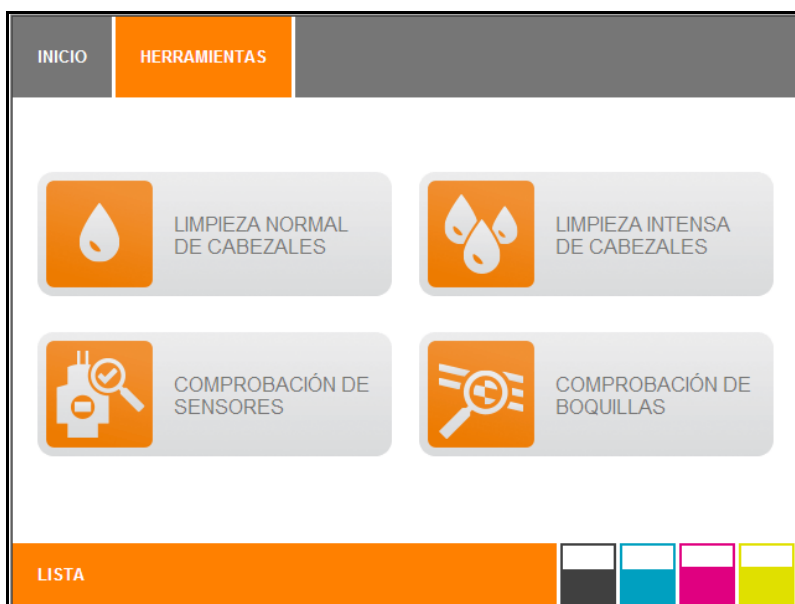 INICIO
HERRAMIENTAS
LIMPIEZA NORMAL
DE CABEZALES
LIMPIEZA INTENSA
DE CABEZALES
COMPROBACIÓN DE
SENSORES
COMPROBACIÓN DE
BOQUILLAS
LISTA